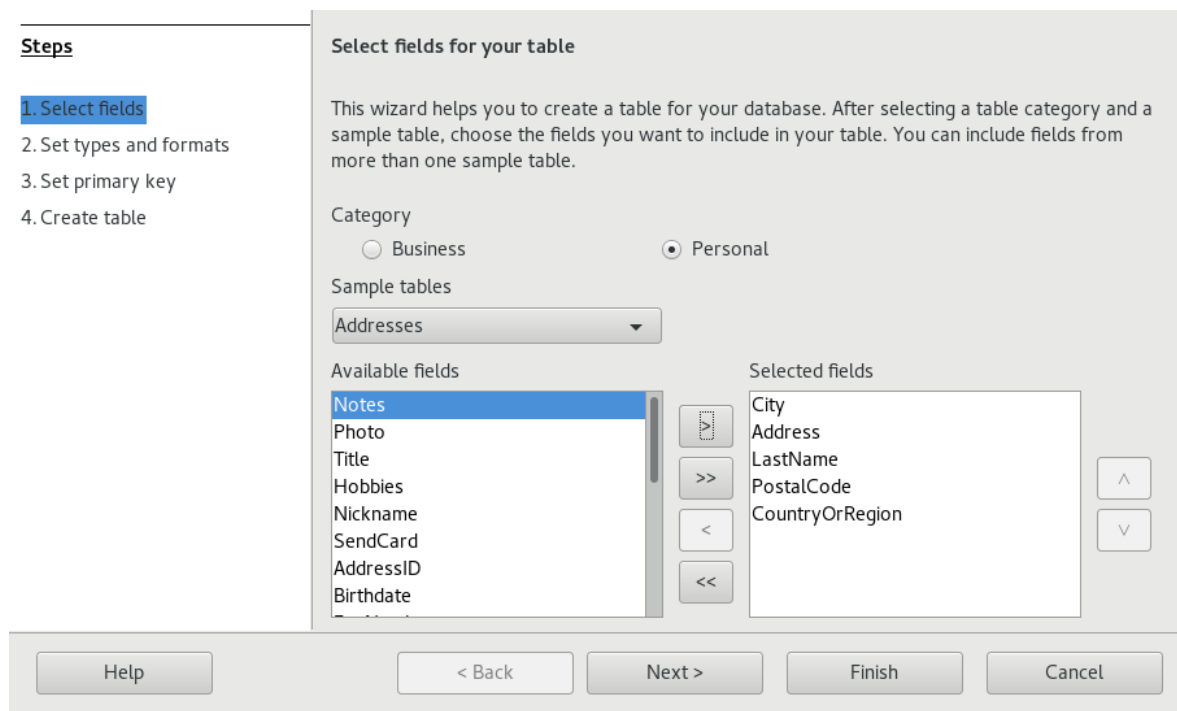 Steps
1. Select fields
2. Set types and formats
3. Set primary key
4. Create table
Select fields for your table
This wizard helps you to create a table for your database. After selecting a table category and a
sample table, choose the fields you want to include in your table. You can include fields from
more than one sample table.
Category
Business
Personal
Sample tables
Addresses
Available fields
Notes
Photo
Title
Hobbies
Nickname
SendCard
AddressID
Birthdate
>
>>
<
<<
Selected fields
City
Address
LastName
PostalCode
CountryOrRegion
Help
< Back
Next >
Finish
Cancel